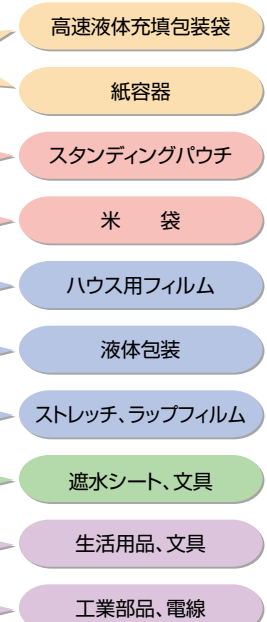 高速液体充填包装袋
紙容器
スタンディングパウチ
米　袋
ハウス用フィルム
液体包装
ストレッチ、ラップフィルム
遮水シート、文具
生活用品、文具
工業部品、電線